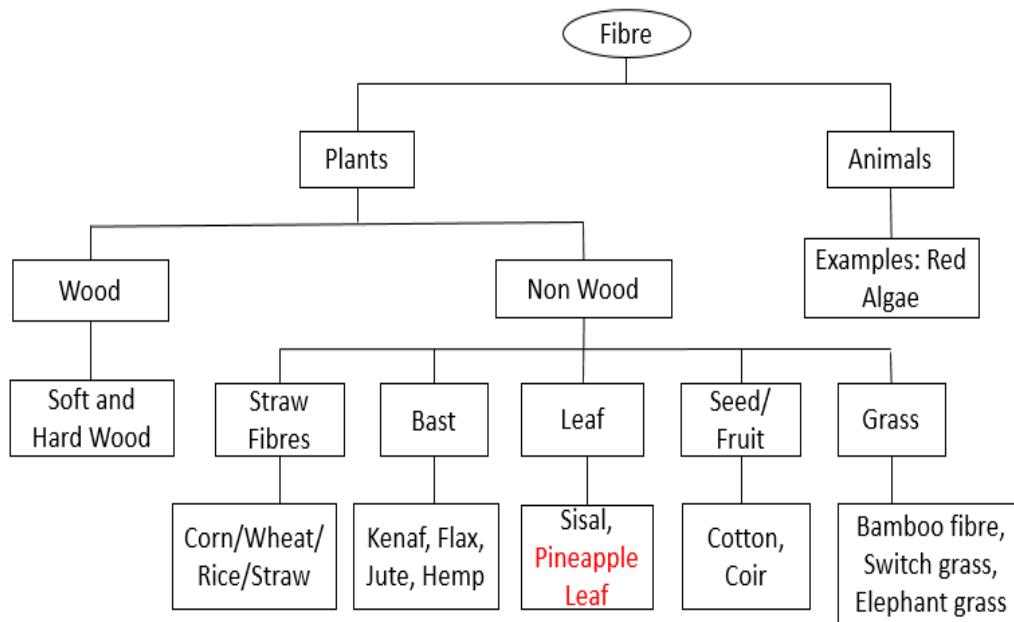 Fibre
Plants
Animals
Wood
Non Wood
Examples: Red
Algae
Soft and
Hard Wood
Straw
Fibres
Bast
Leaf
Seed/
Fruit
Grass
Corn/Wheat/
Rice/Straw
Kenaf, Flax,
Jute, Hemp
Sisal,
Pineapple
Leaf
Cotton,
Coir
Bamboo fibre,
Switch grass,
Elephant grass